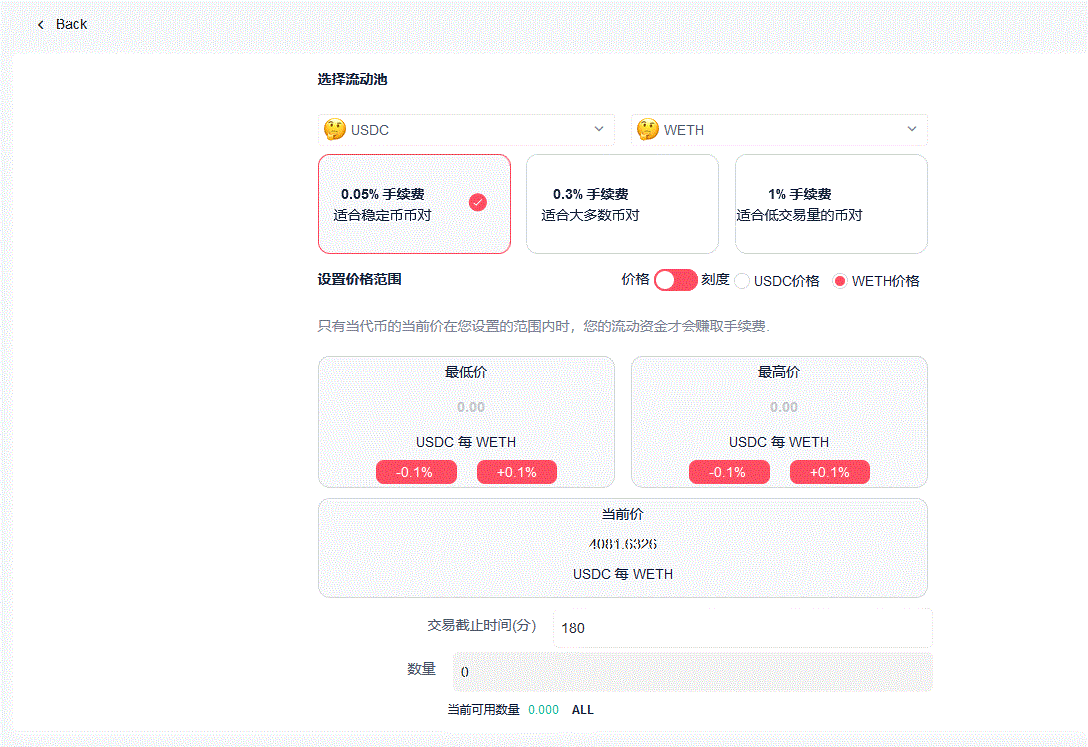 Back
选择流动池
USDC WETH
0.05% 手续费 0.3% 手续费 1% 手续费
适合稳定币币对 适合大多数币对 适合低交易量的币对
设置价格范围 价格 刻度 USDC价格 WETH价格
只有当代币的当前价在您设置的范围内时，您的流动资金才会赚取手续费.
最低价 最高价
0.00 0.00
USDC 每 WETH USDC 每 WETH
-0.1% +0.1% -0.1% +0.1%
当前价
4081.6326
USDC 每 WETH
交易截止时间(分) 180
数量 0
当前可用数量 0.000 ALL